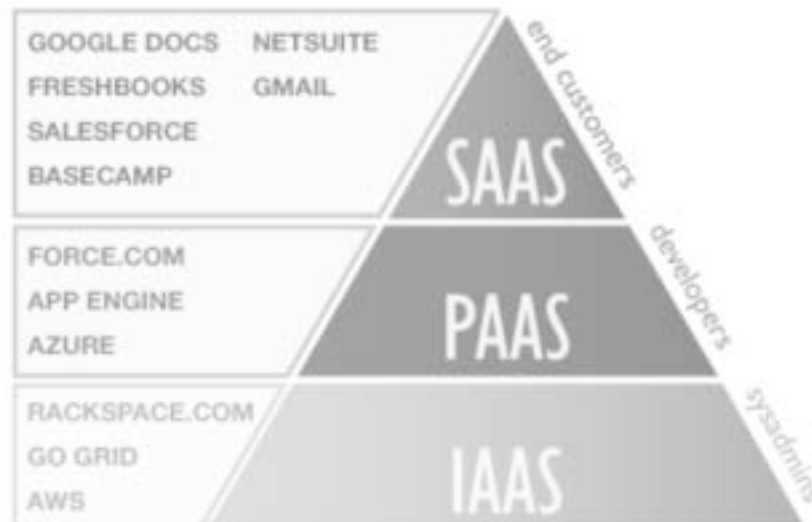 GOOGLE DOCS NETSUITE
FRESHBOOKS GMAIL
SALESFORCE
BASECAMP
SAAS
end customers
FORCE.COM
APP ENGINE
AZURE
PAAS
developers
RACKSPACE.COM
GO GRID
AWS
IAAS
sysadmins